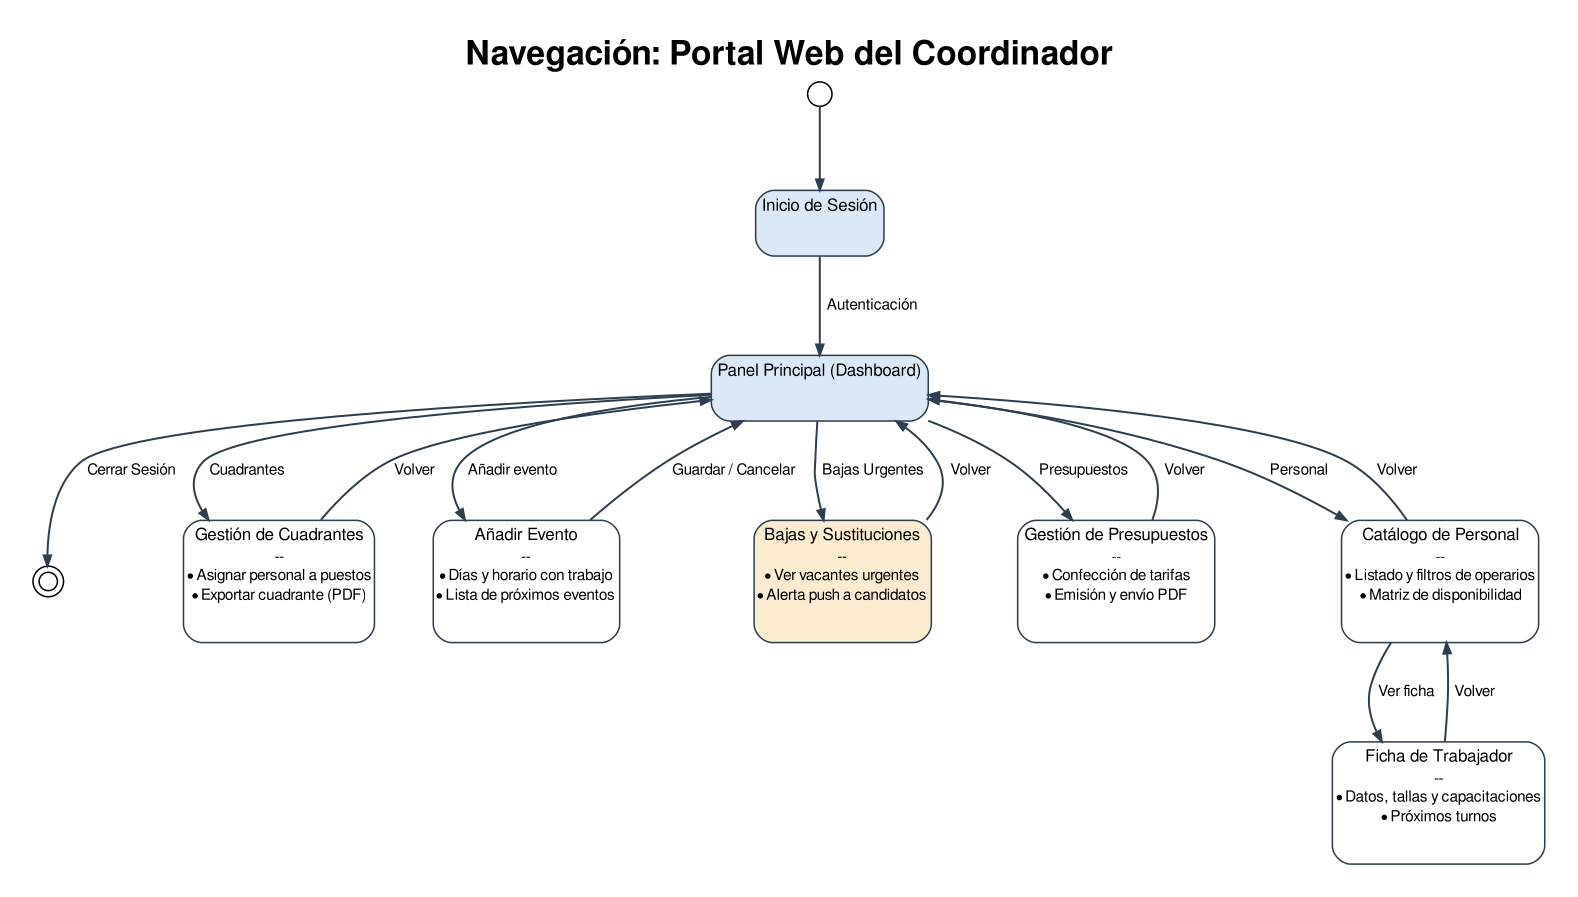 Navegación: Portal Web del Coordinador
Inicio de Sesión
Autenticación
Panel Principal (Dashboard)
Cerrar Sesión
Cuadrantes
Volver
Añadir evento
Guardar / Cancelar
Bajas Urgentes
Volver
Presupuestos
Volver
Personal
Volver
Gestión de Cuadrantes
--
• Asignar personal a puestos
• Exportar cuadrante (PDF)
Añadir Evento
--
• Días y horario con trabajo
• Lista de próximos eventos
Bajas y Sustituciones
--
• Ver vacantes urgentes
• Alerta push a candidatos
Gestión de Presupuestos
--
• Confección de tarifas
• Emisión y envío PDF
Catálogo de Personal
--
• Listado y filtros de operarios
• Matriz de disponibilidad
Ver ficha
Volver
Ficha de Trabajador
--
• Datos, tallas y capacitaciones
• Próximos turnos